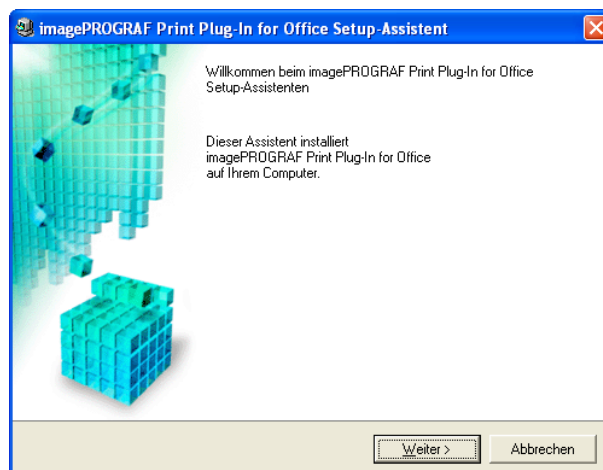 imagePROGRAF Print Plug-In for Office Setup-Assistent
Willkommen beim imagePROGRAF Print Plug-In for Office
Setup-Assistenten
Dieser Assistent installiert
imagePROGRAF Print Plug-In for Office
auf Ihrem Computer.
Weiter >
Abbrechen